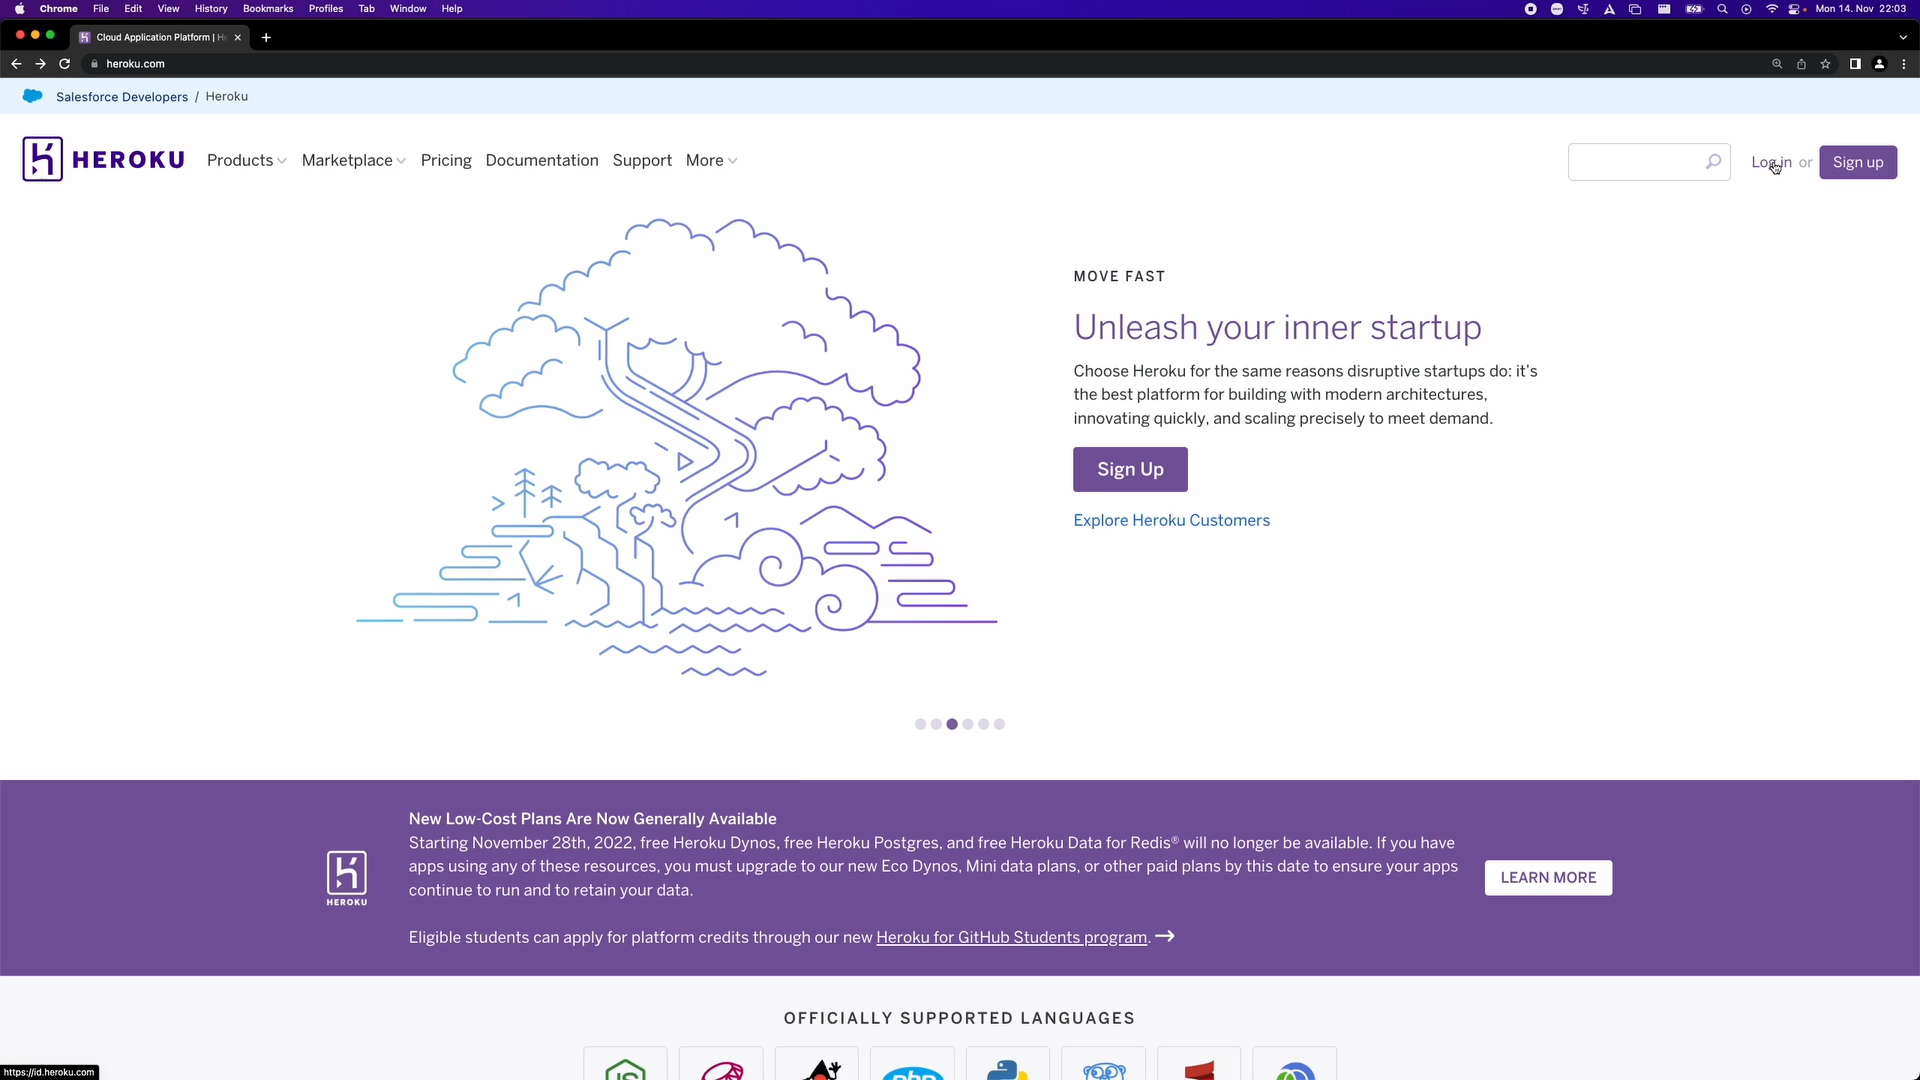 Chrome File Edit View History Bookmarks Profiles Tab Window Help Mon 14. Nov 22:03
Cloud Application Platform | H
heroku.com
Salesforce Developers / Heroku
HEROKU Products Marketplace Pricing Documentation Support More Log in or Sign up
MOVE FAST
Unleash your inner startup
Choose Heroku for the same reasons disruptive startups do: it's
the best platform for building with modern architectures,
innovating quickly, and scaling precisely to meet demand.
Sign Up
Explore Heroku Customers
New Low-Cost Plans Are Now Generally Available
Starting November 28th, 2022, free Heroku Dynos, free Heroku Postgres, and free Heroku Data for Redis® will no longer be available. If you have
apps using any of these resources, you must upgrade to our new Eco Dynos, Mini data plans, or other paid plans by this date to ensure your apps
continue to run and to retain your data.
HEROKU
LEARN MORE
Eligible students can apply for platform credits through our new Heroku for GitHub Students program. →
OFFICIALLY SUPPORTED LANGUAGES
JS
php
https://id.heroku.com